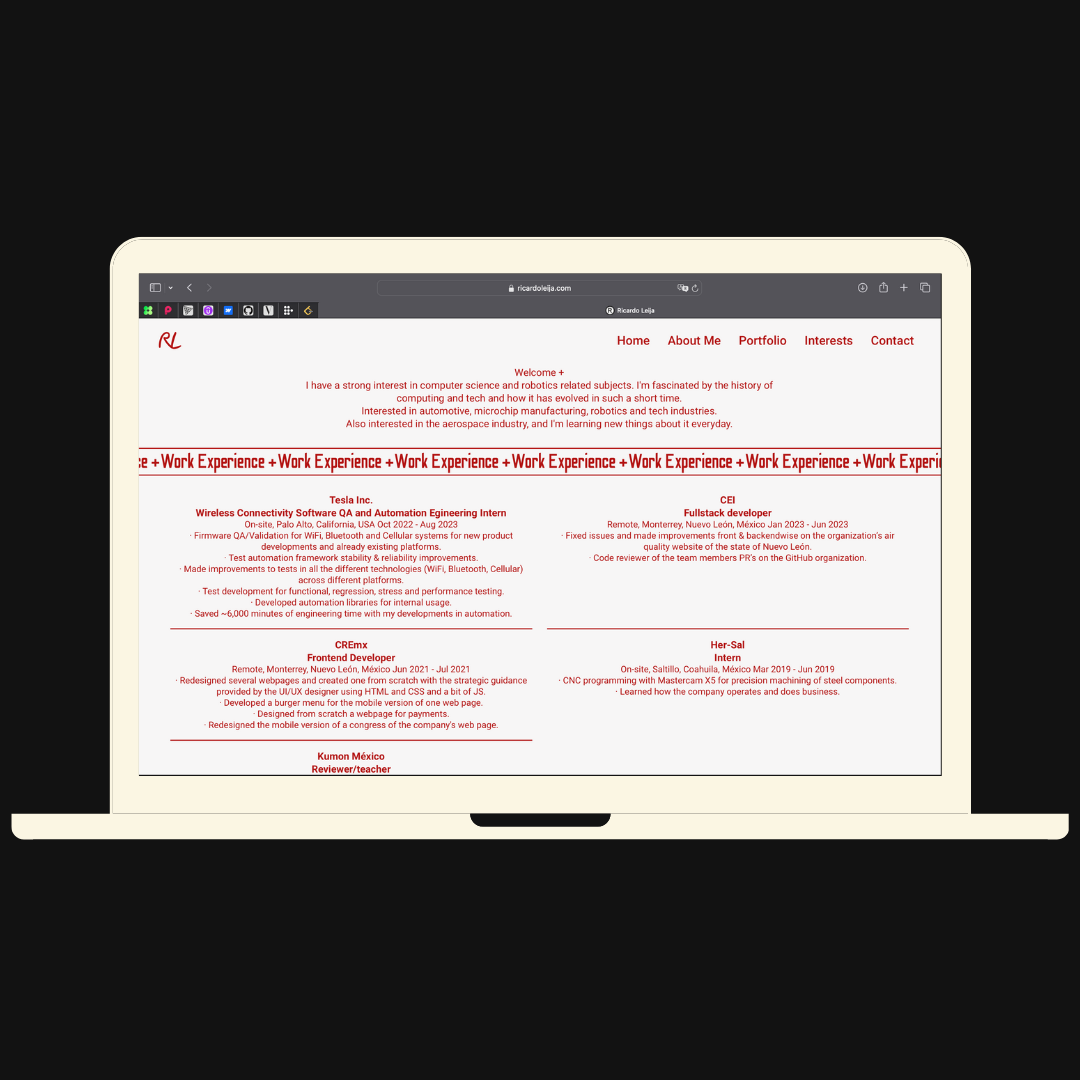 ricardoleija.com
Ricardo Leija
RL
Home About Me Portfolio Interests Contact
Welcome +
I have a strong interest in computer science and robotics related subjects. I'm fascinated by the history of
computing and tech and how it has evolved in such a short time.
Interested in automotive, microchip manufacturing, robotics and tech industries.
Also interested in the aerospace industry, and I'm learning new things about it everyday.
ce +Work Experience +Work Experience +Work Experience +Work Experience +Work Experience +Work Experience +Work Experi
Tesla Inc.
Wireless Connectivity Software QA and Automation Egineering Intern
On-site, Palo Alto, California, USA Oct 2022 - Aug 2023
· Firmware QA/Validation for WiFi, Bluetooth and Cellular systems for new product
developments and already existing platforms.
· Test automation framework stability & reliability improvements.
· Made improvements to tests in all the different technologies (WiFi, Bluetooth, Cellular)
across different platforms.
· Test development for functional, regression, stress and performance testing.
· Developed automation libraries for internal usage.
· Saved ~6,000 minutes of engineering time with my developments in automation.
CEI
Fullstack developer
Remote, Monterrey, Nuevo León, México Jan 2023 - Jun 2023
· Fixed issues and made improvements front & backendwise on the organization's air
quality website of the state of Nuevo León.
· Code reviewer of the team members PR's on the GitHub organization.
CREmx
Frontend Developer
Remote, Monterrey, Nuevo León, México Jun 2021 - Jul 2021
· Redesigned several webpages and created one from scratch with the strategic guidance
provided by the UI/UX designer using HTML and CSS and a bit of JS.
· Developed a burger menu for the mobile version of one web page.
· Designed from scratch a webpage for payments.
· Redesigned the mobile version of a congress of the company's web page.
Her-Sal
Intern
On-site, Saltillo, Coahuila, México Mar 2019 - Jun 2019
· CNC programming with Mastercam X5 for precision machining of steel components.
· Learned how the company operates and does business.
Kumon México
Reviewer/teacher